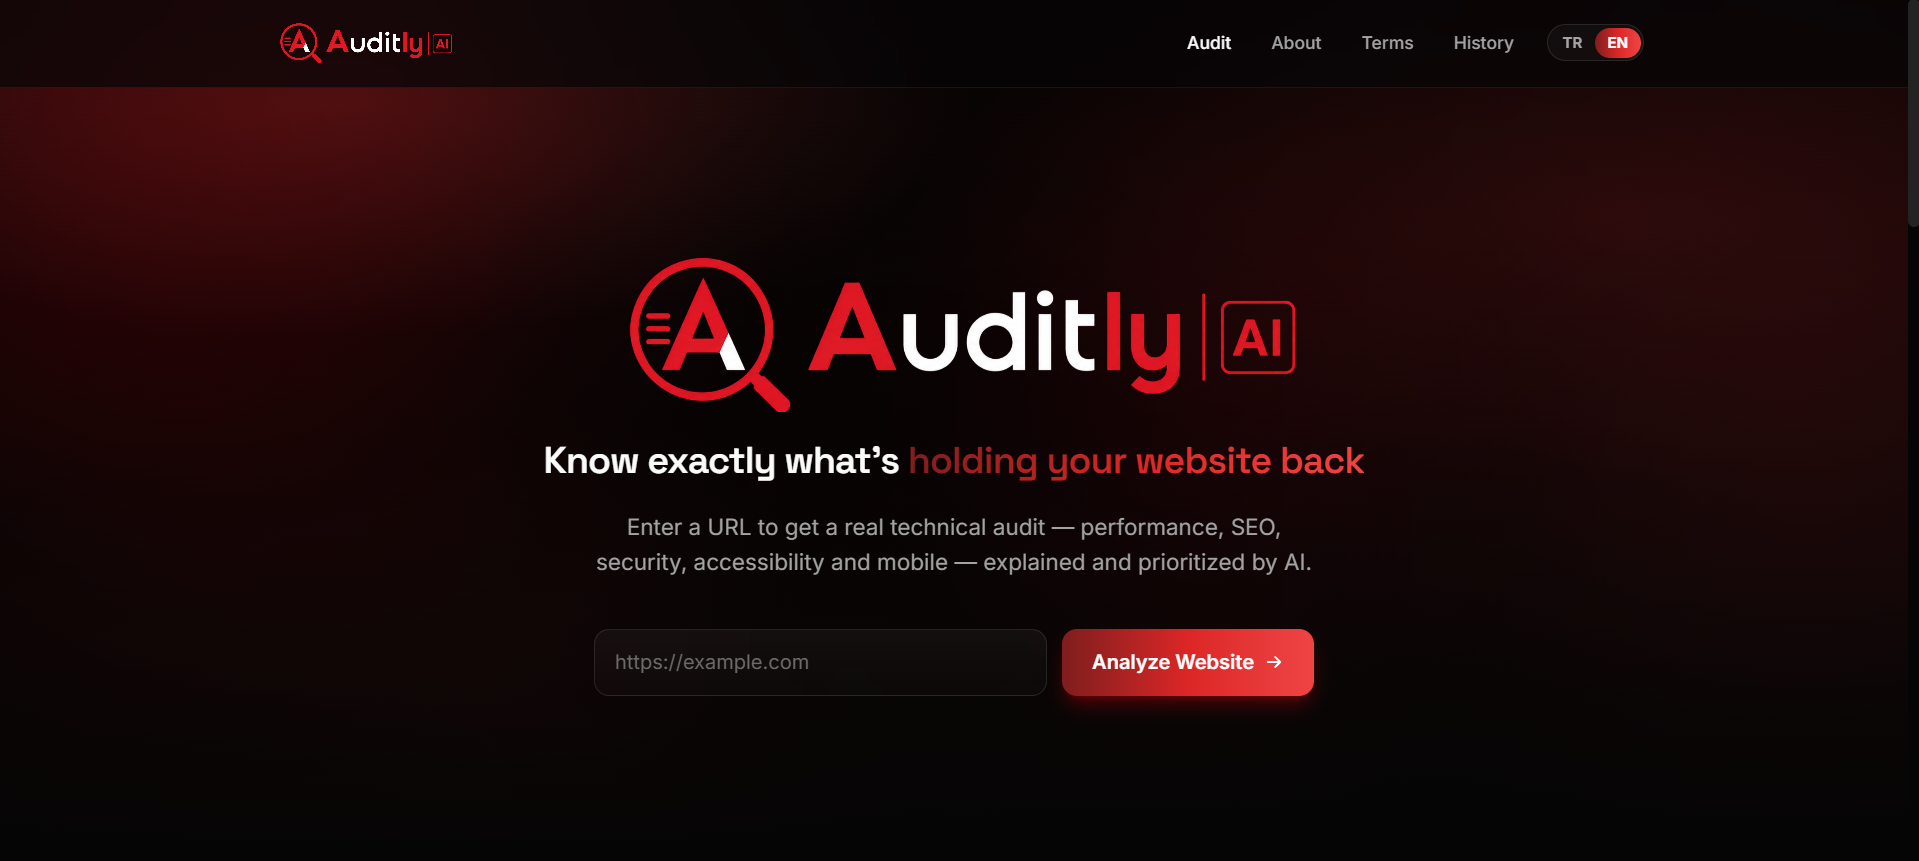 A Auditly AI
Audit About Terms History TR EN
A Auditly AI
Know exactly what’s holding your website back
Enter a URL to get a real technical audit — performance, SEO,
security, accessibility and mobile — explained and prioritized by AI.
https://example.com
Analyze Website →